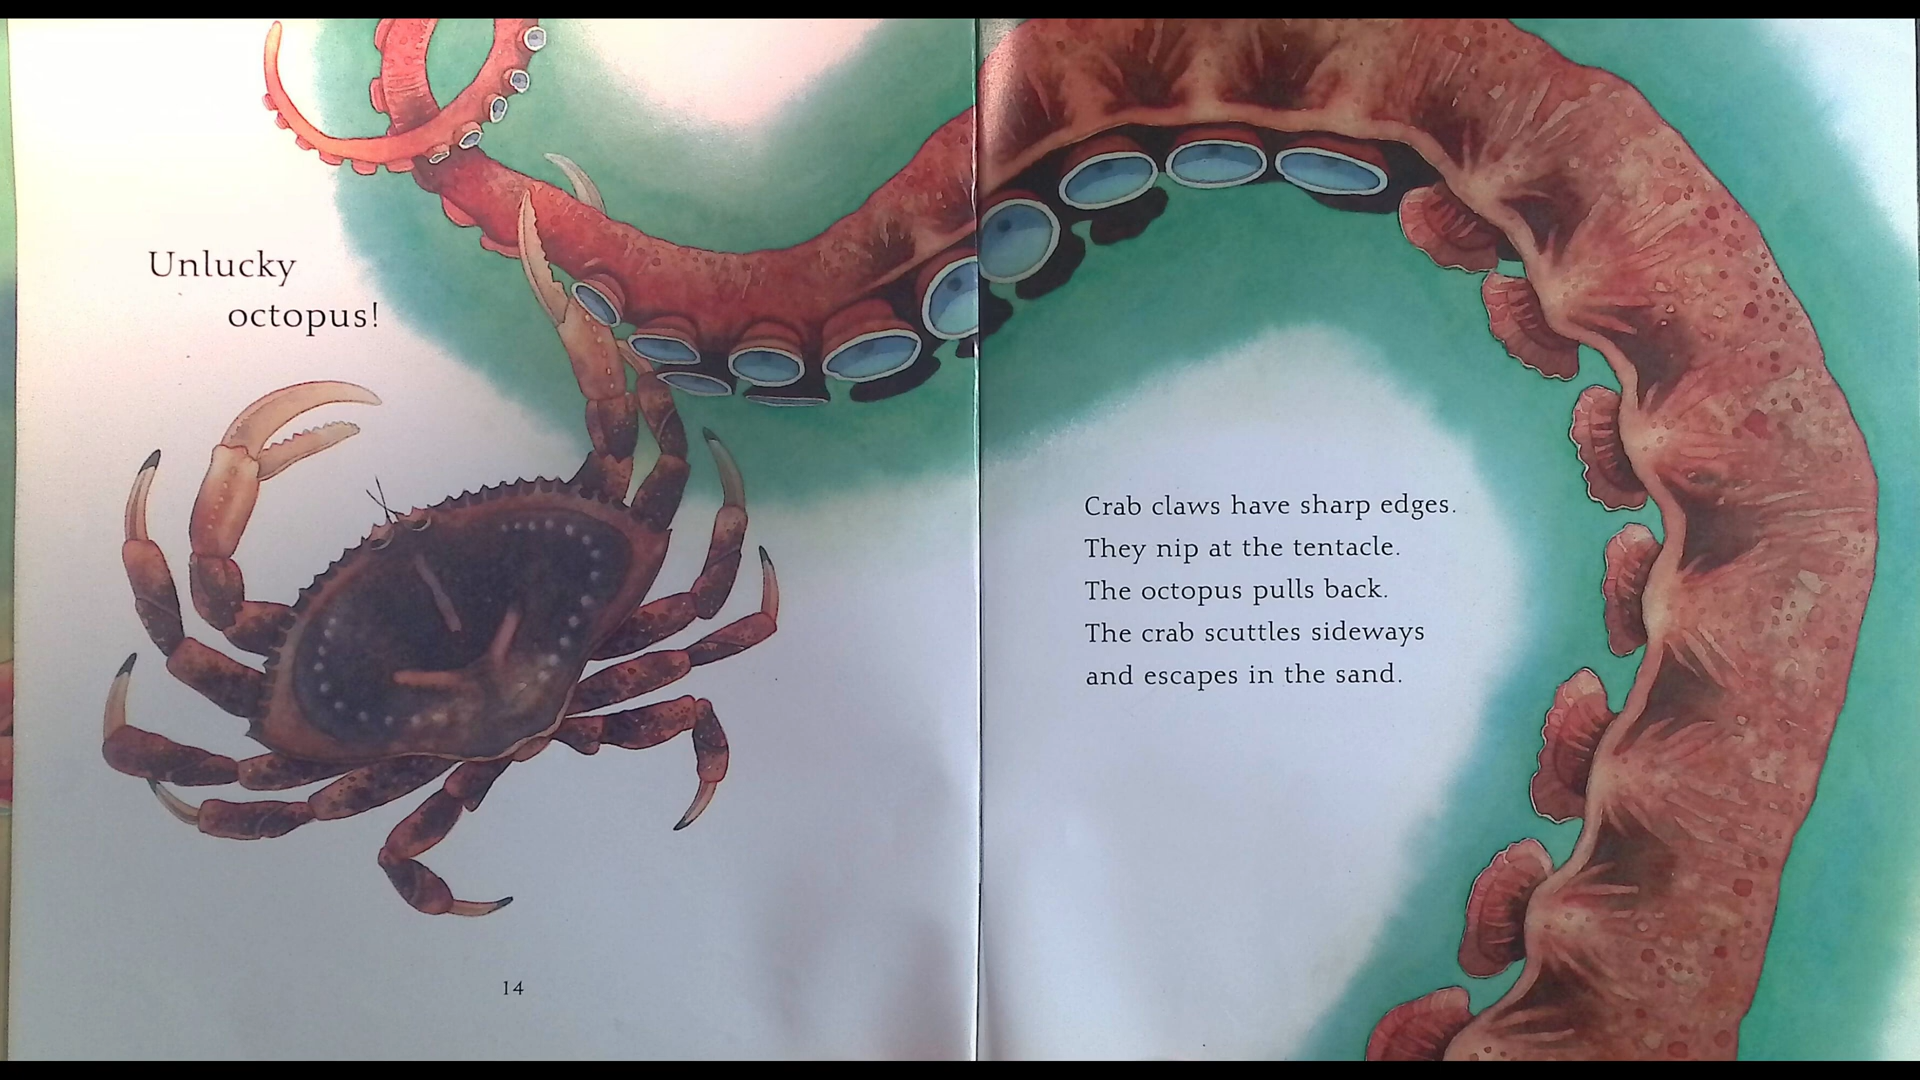 Unlucky
octopus!
14
Crab claws have sharp edges.
They nip at the tentacle.
The octopus pulls back.
The crab scuttles sideways
and escapes in the sand.